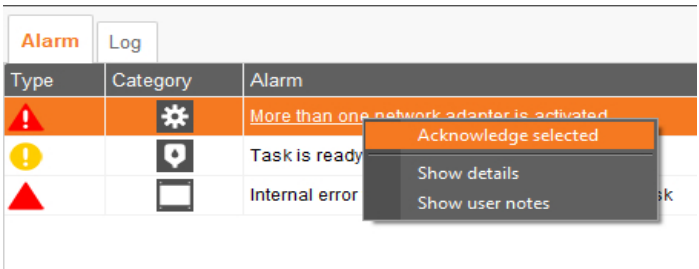 Alarm
Log
Type
Category
Alarm
More than one network adapter is activated
Acknowledge selected
Task is ready
Show details
Internal error
sk
Show user notes